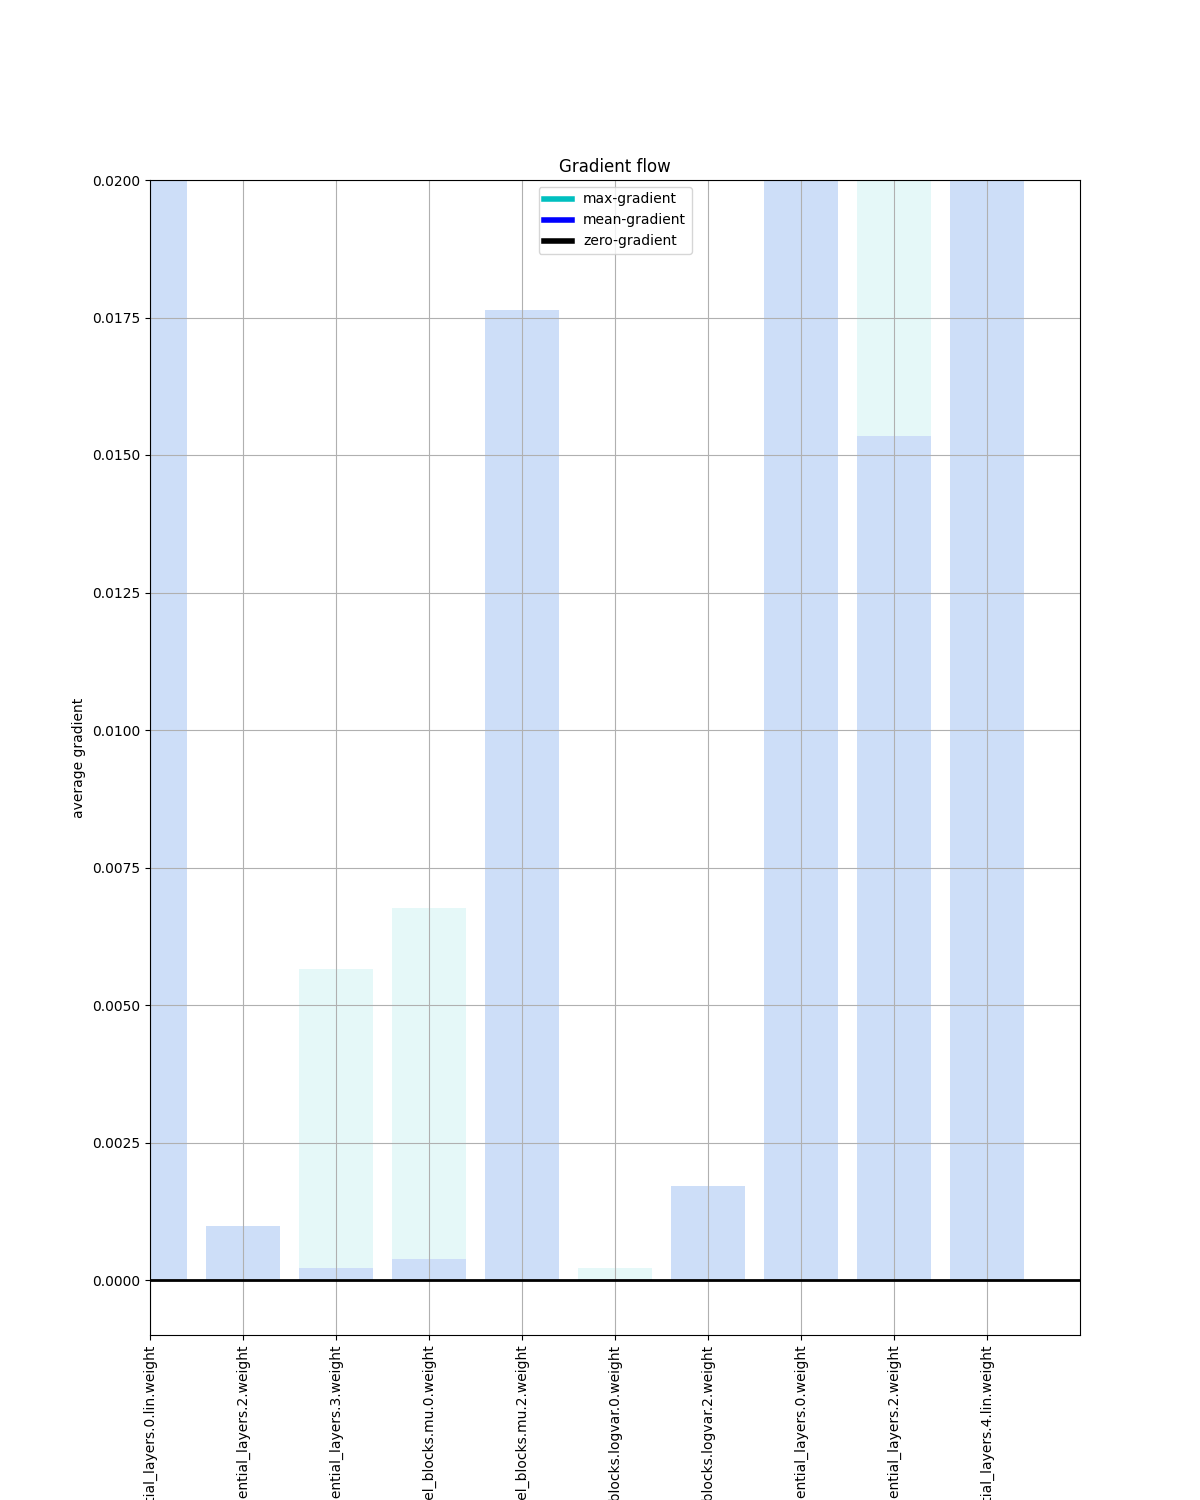 Gradient flow
max-gradient
mean-gradient
zero-gradient
0.0200
0.0175
0.0150
0.0125
0.0100
0.0075
0.0050
0.0025
0.0000
average gradient
tial_layers.0.lin.weight
ential_layers.2.weight
ential_layers.3.weight
el_blocks.mu.0.weight
el_blocks.mu.2.weight
blocks.logvar.0.weight
blocks.logvar.2.weight
ential_layers.0.weight
ential_layers.2.weight
tial_layers.4.lin.weight